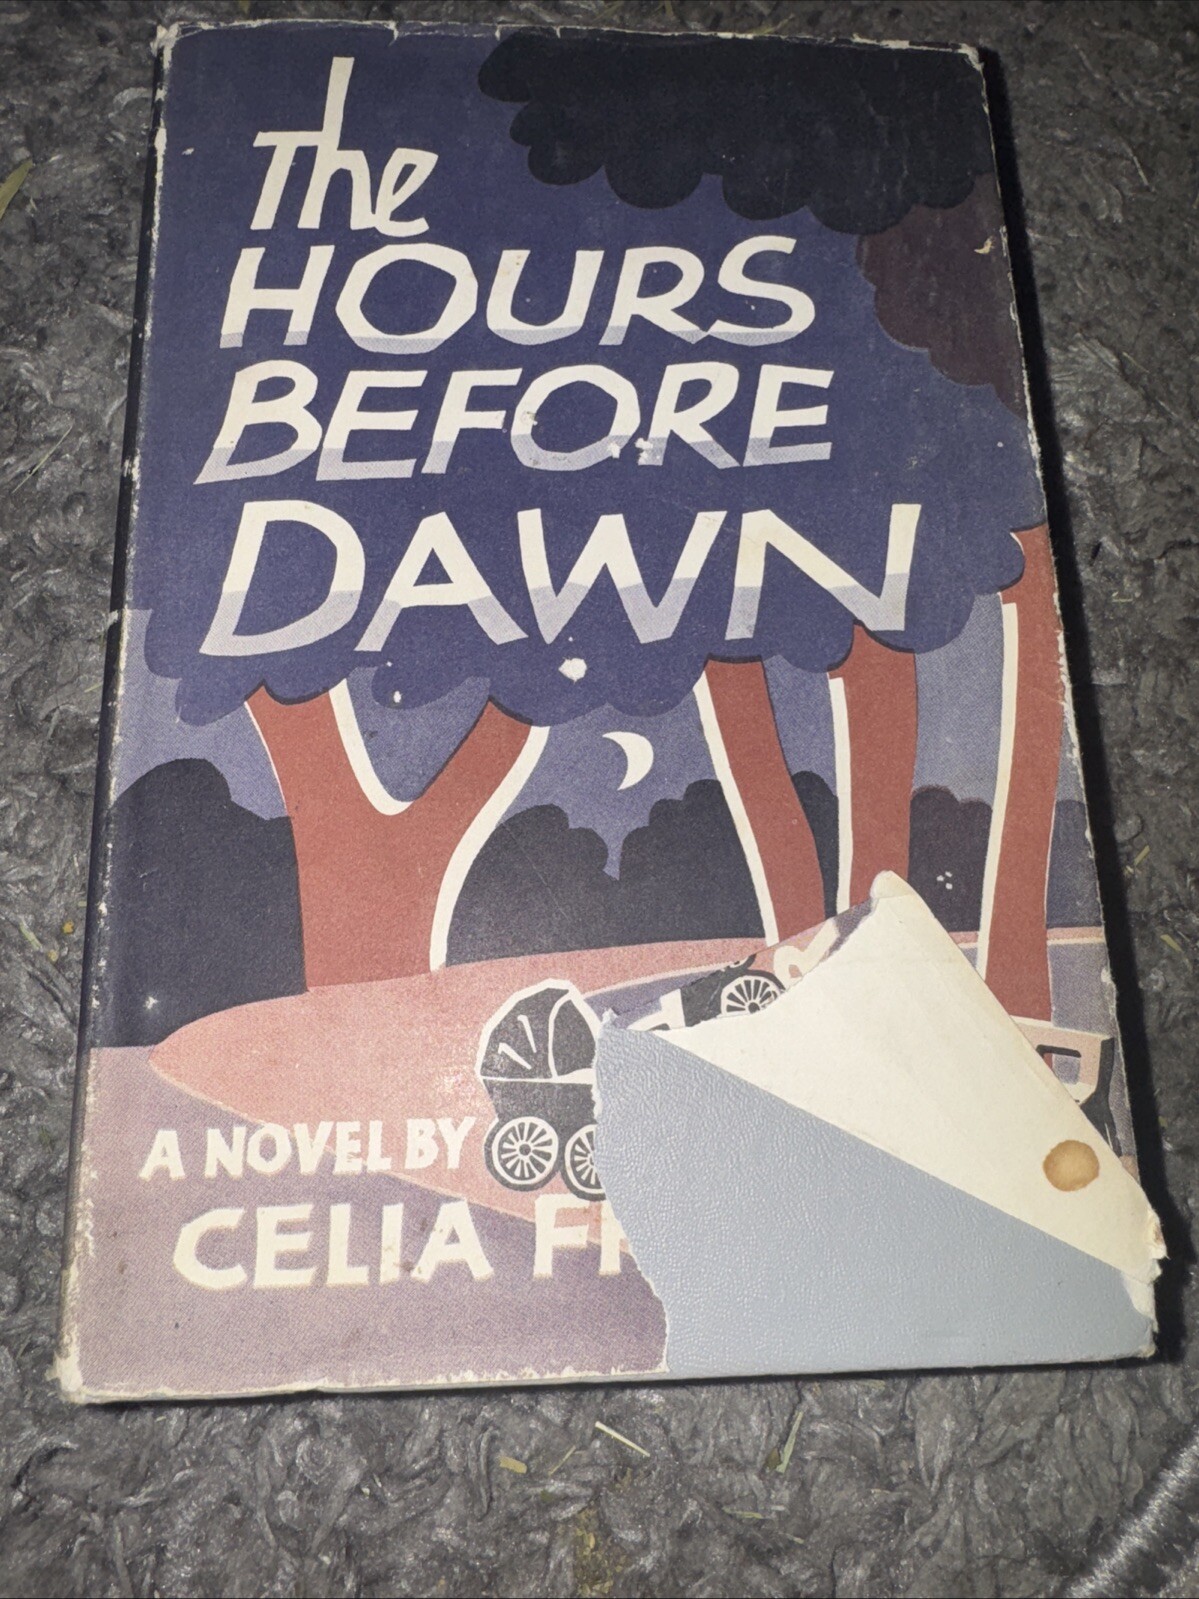 The
HOURS
BEFORE
DAWN
A NOVEL BY
CELIA